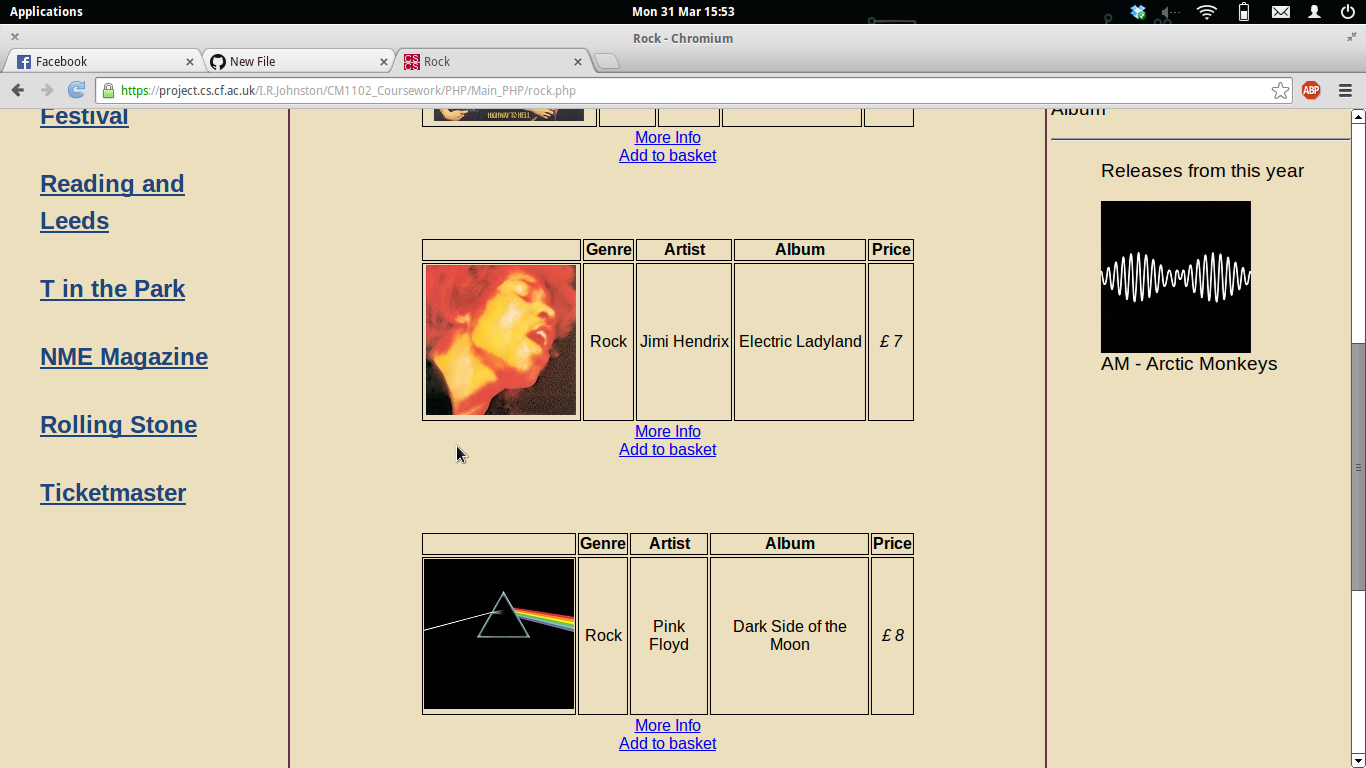 Applications
Mon 31 Mar 15:53
Rock - Chromium
Facebook
New File
Rock
https://project.cs.cf.ac.uk/I.R.Johnston/CM1102_Coursework/PHP/Main_PHP/rock.php
ABP
Festival
Reading and
Leeds
T in the Park
NME Magazine
Rolling Stone
Ticketmaster
HIGHWAY TO HELL
More Info
Add to basket
Genre Artist Album Price
Rock Jimi Hendrix Electric Ladyland £ 7
More Info
Add to basket
Genre Artist Album Price
Rock Pink Floyd Dark Side of the Moon £ 8
More Info
Add to basket
Album
Releases from this year
AM - Arctic Monkeys